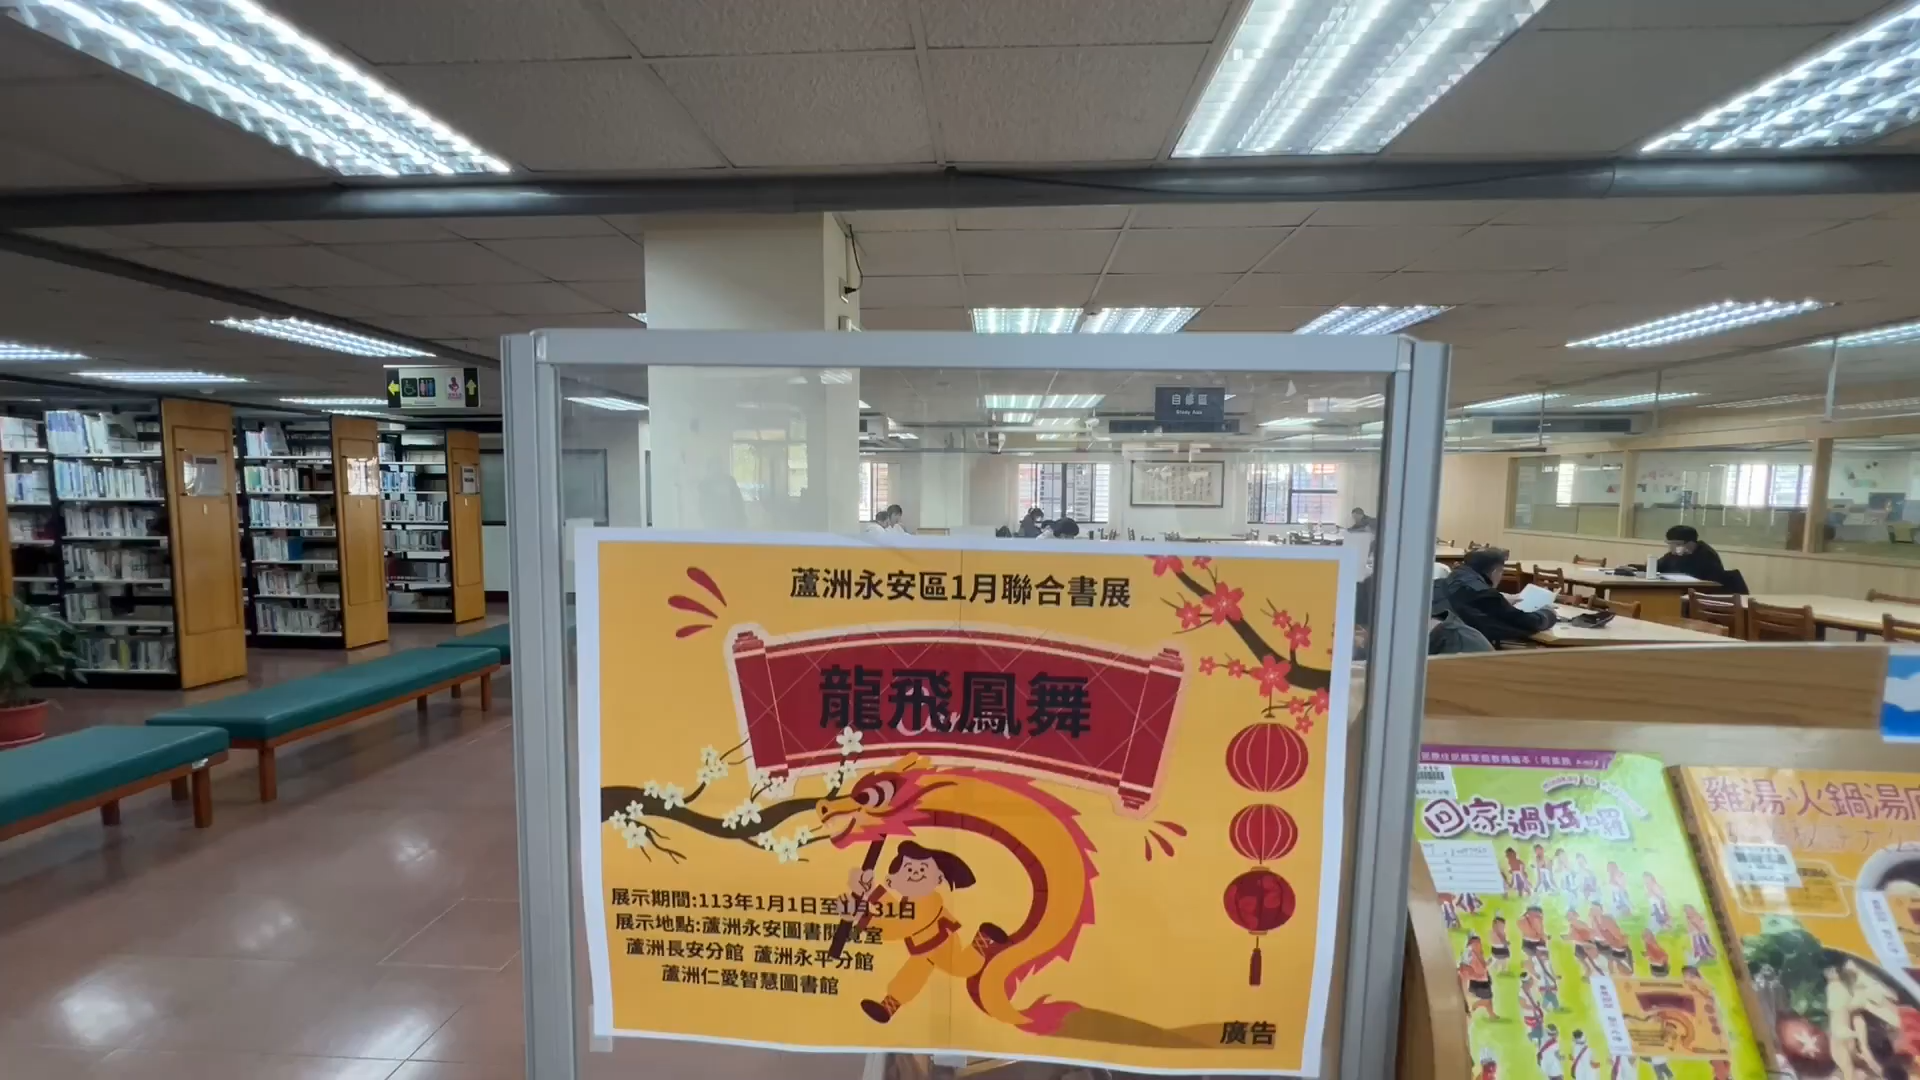 自修區
Study Area
蘆洲永安區1月聯合書展
龍飛鳳舞
展示期間:113年1月1日至1月31日
展示地點:蘆洲永安圖書閱覽室
蘆洲長安分館 蘆洲永平分館
蘆洲仁愛智慧圖書館
廣告
回家過年囉
雞湯·火鍋湯底